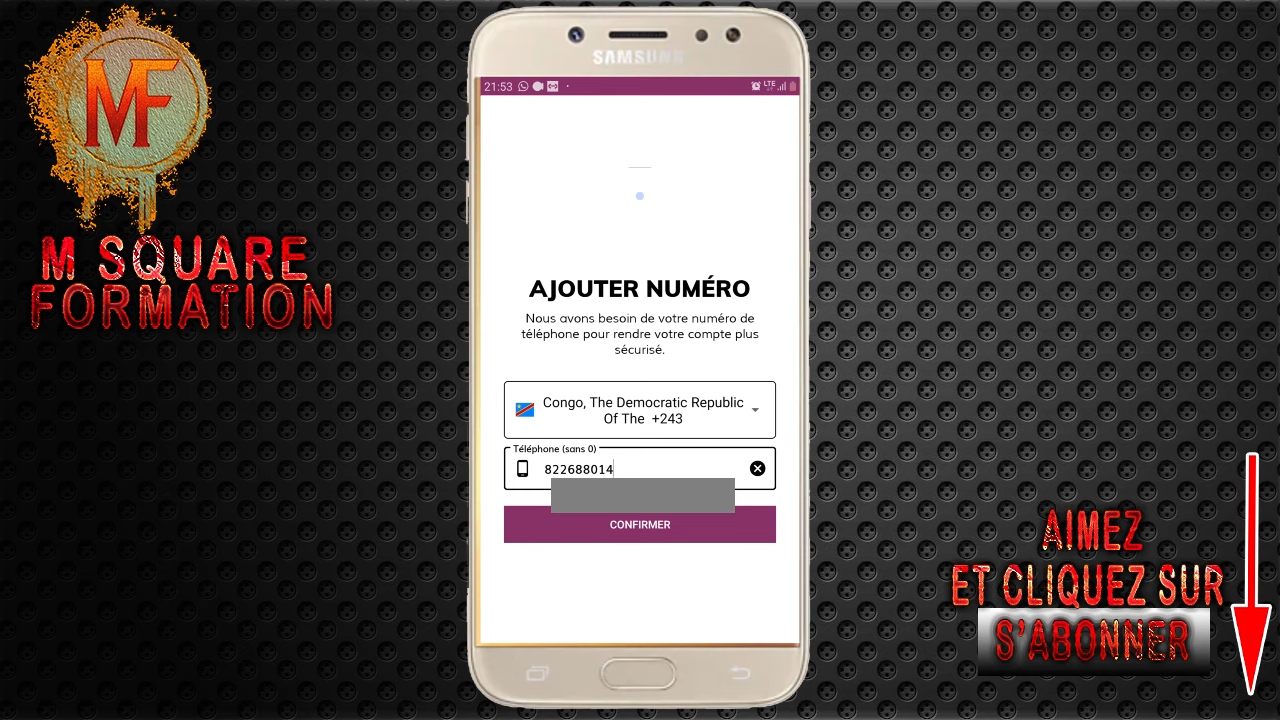 MF
M SQUARE
FORMATION
SAMSUNG
21:53
LTE
AJOUTER NUMÉRO
Nous avons besoin de votre numéro de
téléphone pour rendre votre compte plus
sécurisé.
Congo, The Democratic Republic
Of The +243
Téléphone (sans 0)
822688014
CONFIRMER
AIMEZ
ET CLIQUEZ SUR
S'ABONNER